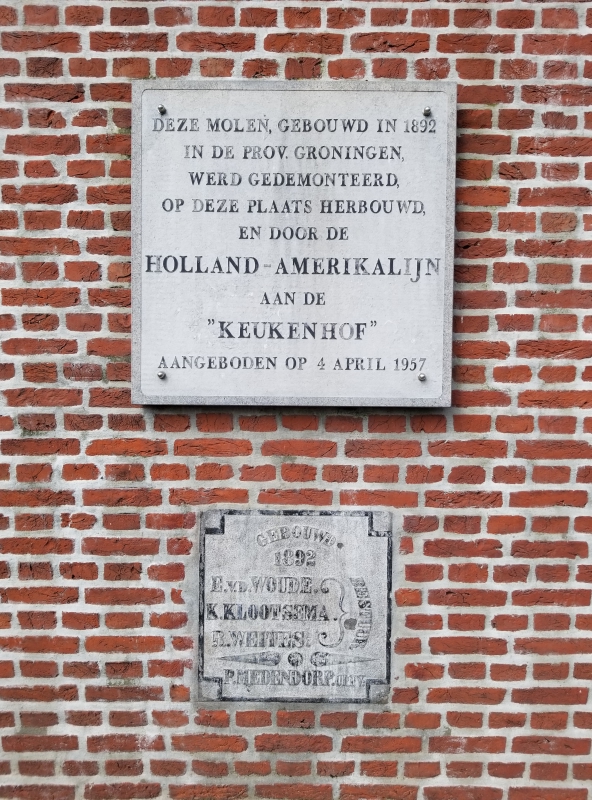 DEZE MOLEN, GEBOUWD IN 1892
IN DE PROV. GRONINGEN,
WERD GEDEMONTEERD,
OP DEZE PLAATS HERBOUWD,
EN DOOR DE
HOLLAND-AMERIKALIJN
AAN DE
"KEUKENHOF"
AANGEBODEN OP 4 APRIL 1957
GEBOUWD.
1892
E.v.D.WOUDE.
K.KLOOTSEMA.
BESTUUR.
P.MEDENDORP.